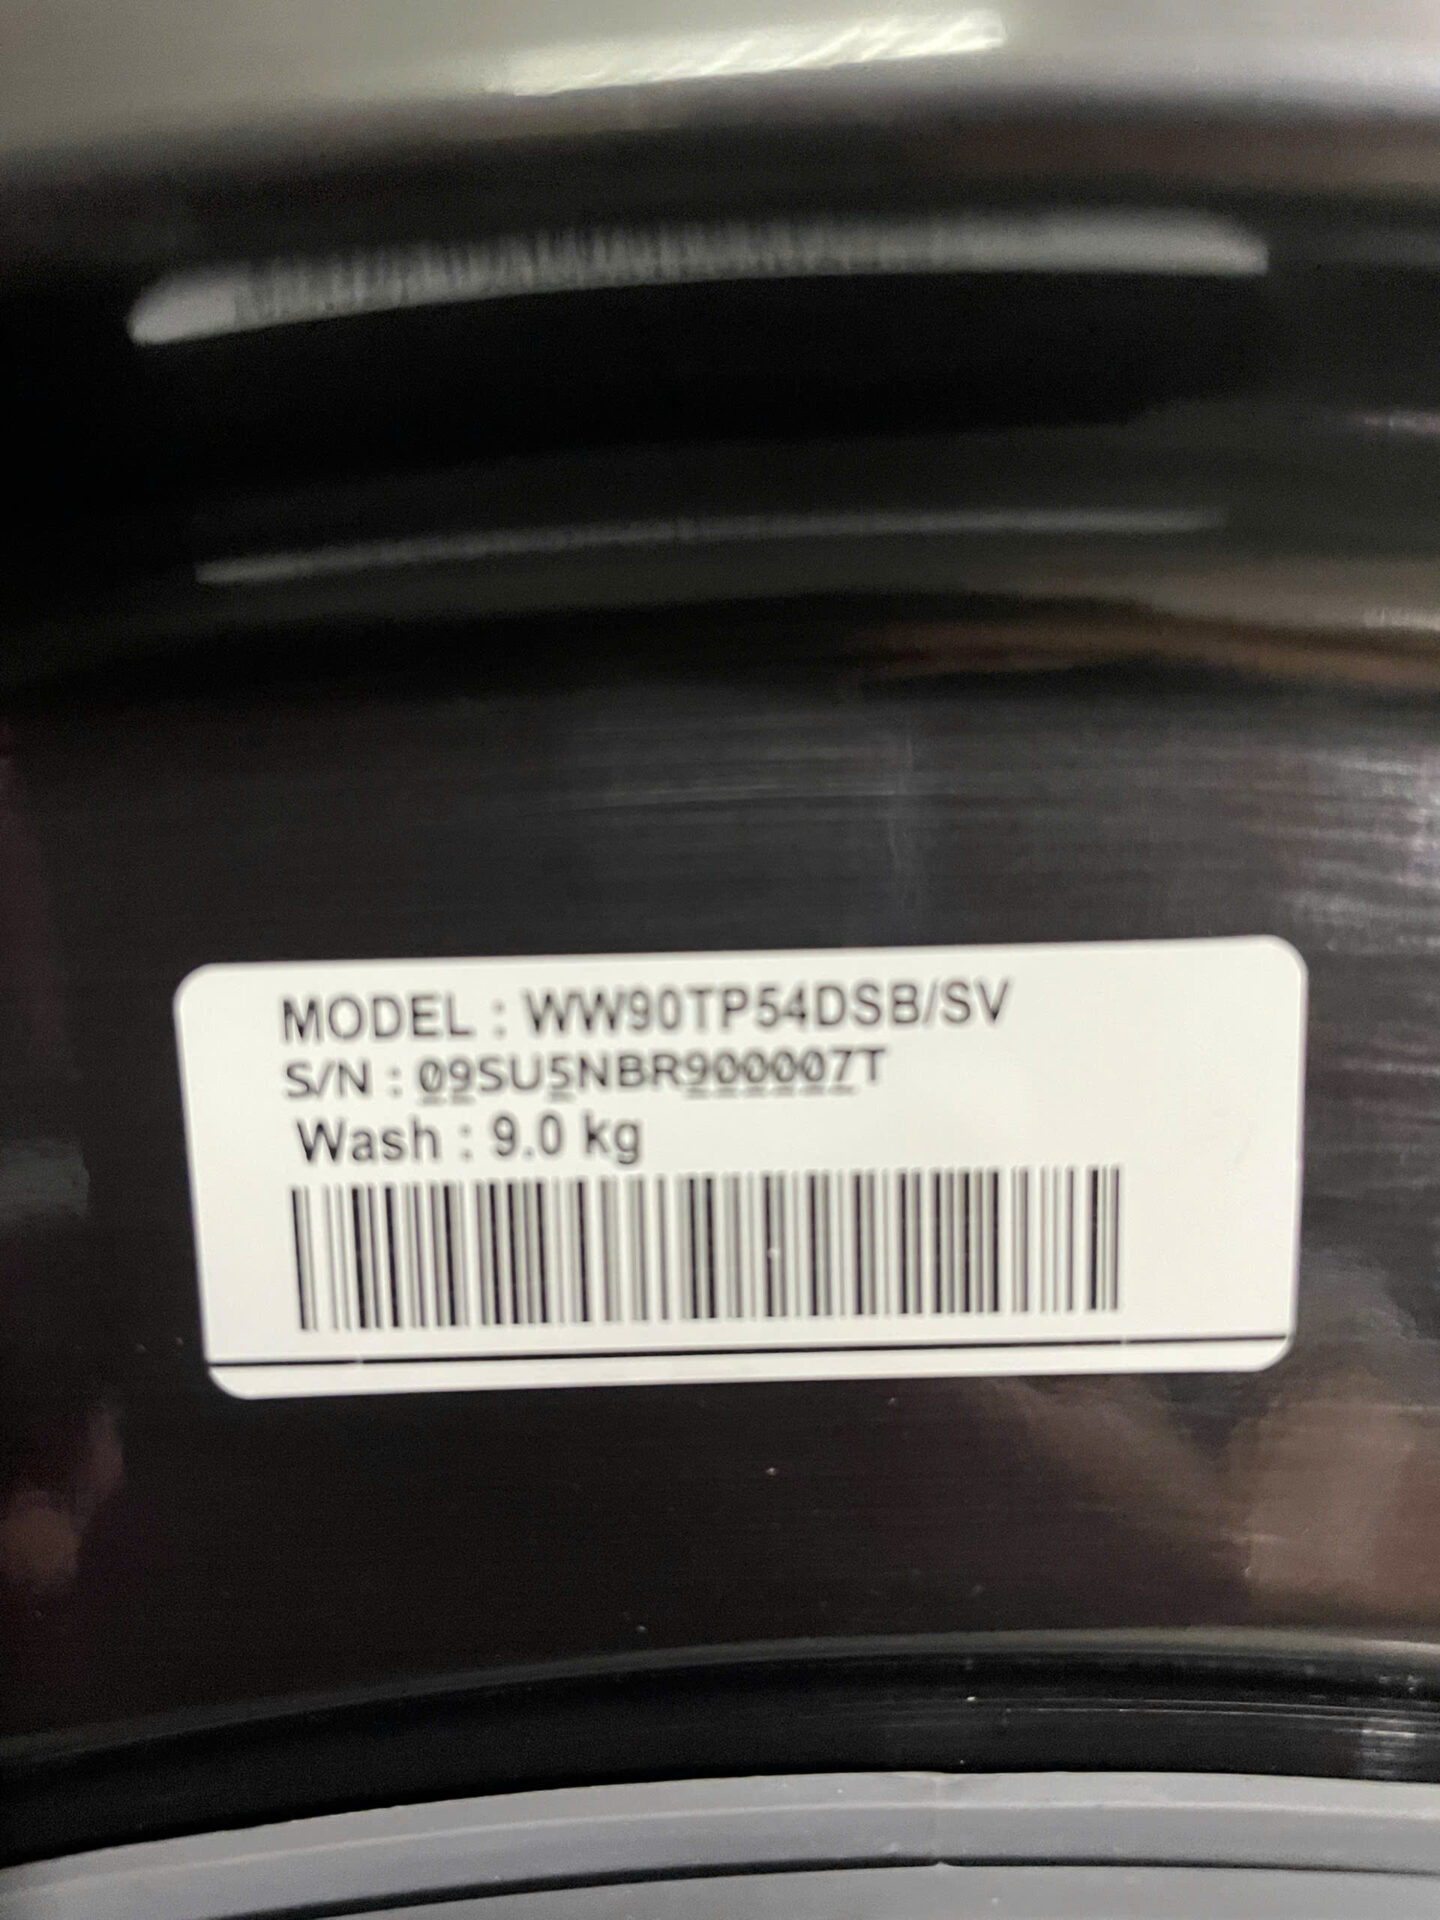 MODEL : WW90TP54DSB/SV
S/N : 09SU5NBR900007T
Wash : 9.0 kg